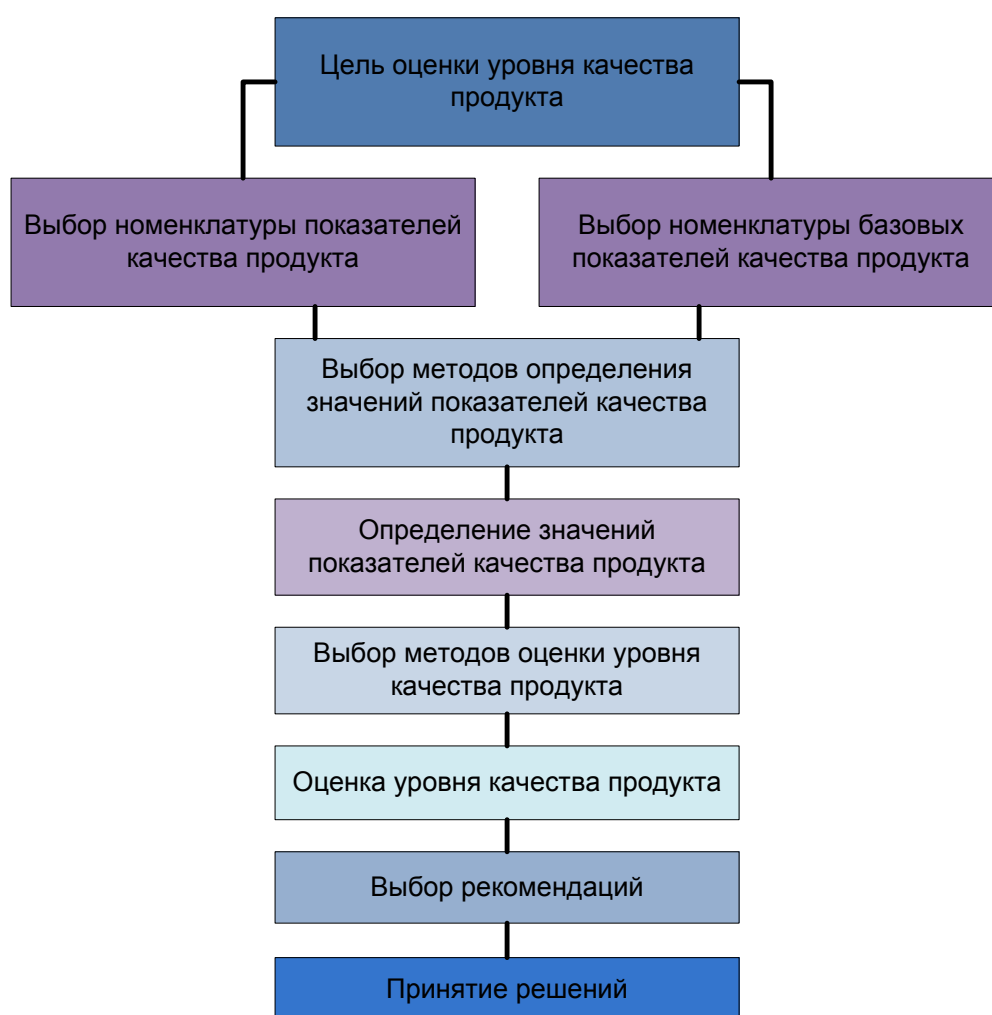 Цель оценки уровня качества
продукта
Выбор номенклатуры показателей
качества продукта
Выбор номенклатуры базовых
показателей качества продукта
Выбор методов определения
значений показателей качества
продукта
Определение значений
показателей качества продукта
Выбор методов оценки уровня
качества продукта
Оценка уровня качества продукта
Выбор рекомендаций
Принятие решений